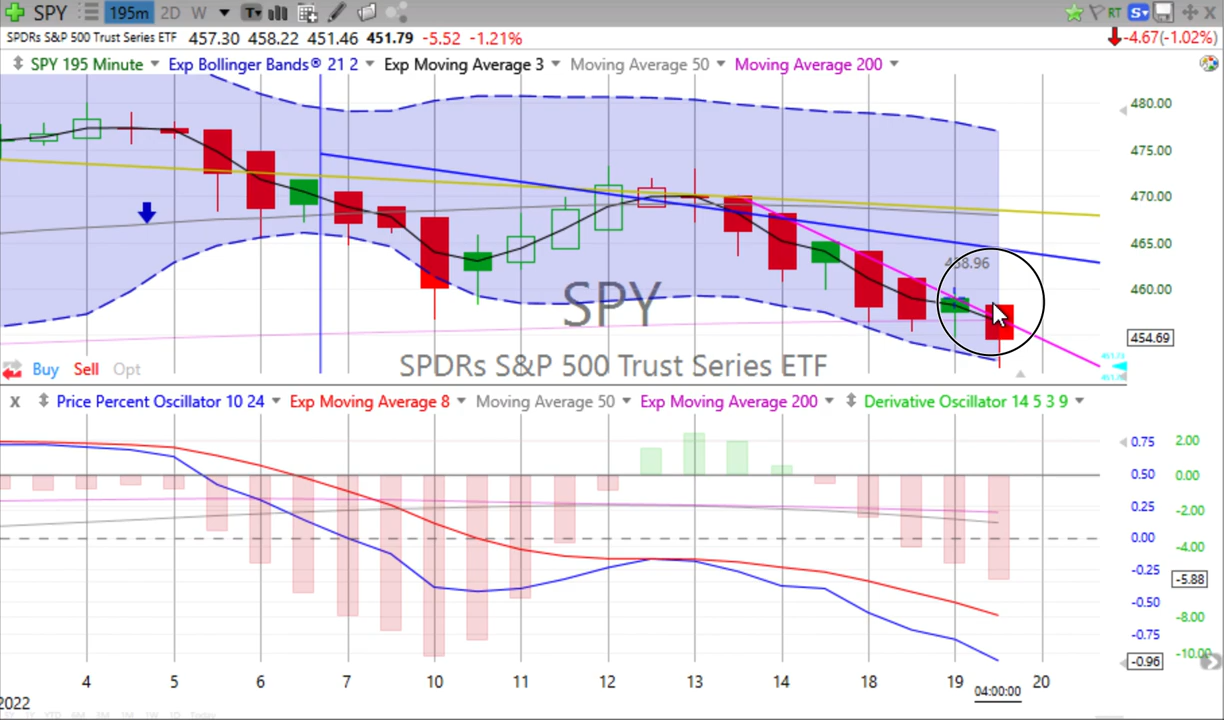 SPY 195m 2D W T RT S
SPDRs S&P 500 Trust Series ETF 457.30 458.22 451.46 451.79 -5.52 -1.21% -4.67(-1.02%)
SPY 195 Minute Exp Bollinger Bands® 21 2 Exp Moving Average 3 Moving Average 50 Moving Average 200
480.00
475.00
470.00
465.00
460.00
454.69
SPY
SPDRs S&P 500 Trust Series ETF
Buy Sell Opt
X Price Percent Oscillator 10 24 Exp Moving Average 8 Moving Average 50 Exp Moving Average 200 Derivative Oscillator 14 5 3 9
0.75 2.00
0.50 0.00
0.25 -2.00
0.00 -4.00
-0.25 -5.88
-0.50 -8.00
-0.75 -10.00
-0.96
4 5 6 7 10 11 12 13 14 18 19 20
04:00:00
2022